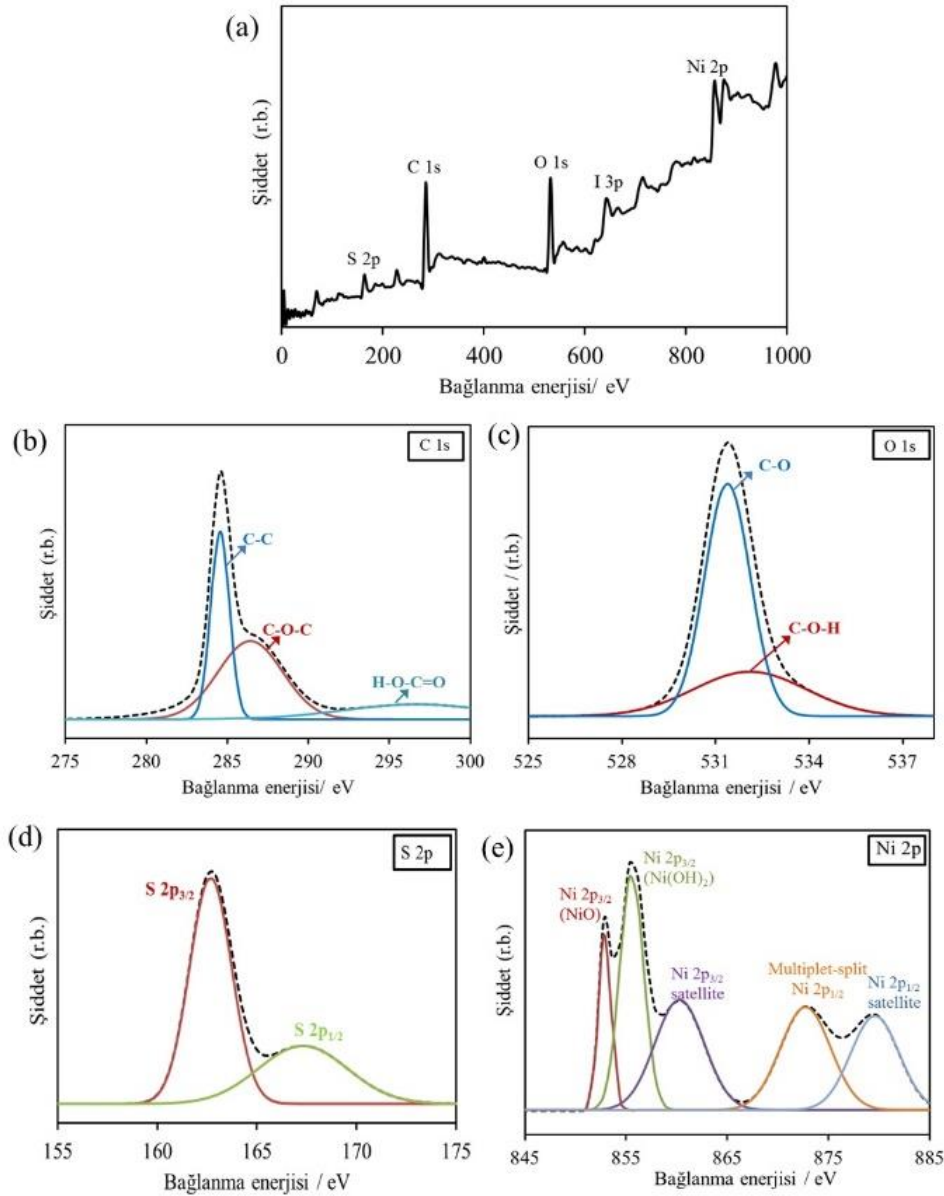 (a)
Şiddet (r.b.)
S 2p
C 1s
O 1s
I 3p
Ni 2p
0
200
400
600
800
1000
Bağlanma enerjisi/ eV
(b)
C 1s
Şiddet (r.b.)
C-C
C-O-C
H-O-C=O
275
280
285
290
295
300
Bağlanma enerjisi/ eV
(c)
O 1s
Şiddet / (r.b.)
C-O
C-O-H
525
528
531
534
537
Bağlanma enerjisi / eV
(d)
S 2p
Şiddet (r.b.)
S 2p3/2
S 2p1/2
155
160
165
170
175
Bağlanma enerjisi / eV
(e)
Ni 2p
Şiddet (r.b.)
Ni 2p3/2
(NiO)
Ni 2p3/2
(Ni(OH)2)
Ni 2p3/2
satellite
Multiplet-split
Ni 2p1/2
Ni 2p1/2
satellite
845
855
865
875
885
Bağlanma enerjisi / eV